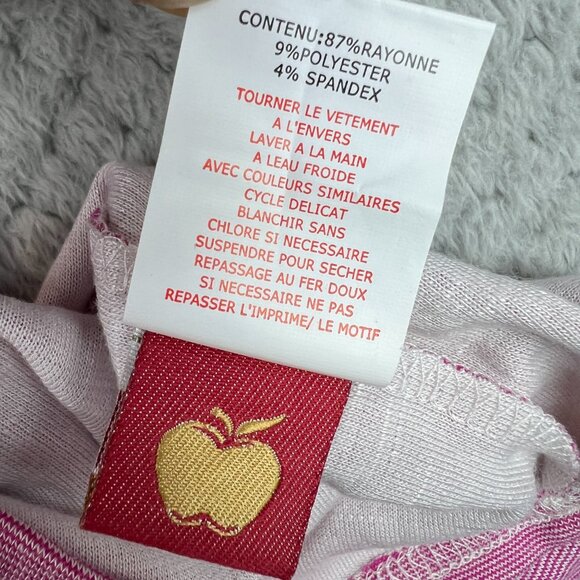 CONTENU:87%RAYONNE
9%POLYESTER
4% SPANDEX
TOURNER LE VETEMENT
A L'ENVERS
LAVER A LA MAIN
A LEAU FROIDE
AVEC COULEURS SIMILAIRES
CYCLE DELICAT
BLANCHIR SANS
CHLORE SI NECESSAIRE
SUSPENDRE POUR SECHER
REPASSAGE AU FER DOUX
SI NECESSAIRE NE PAS
REPASSER L'IMPRIME/ LE MOTIF